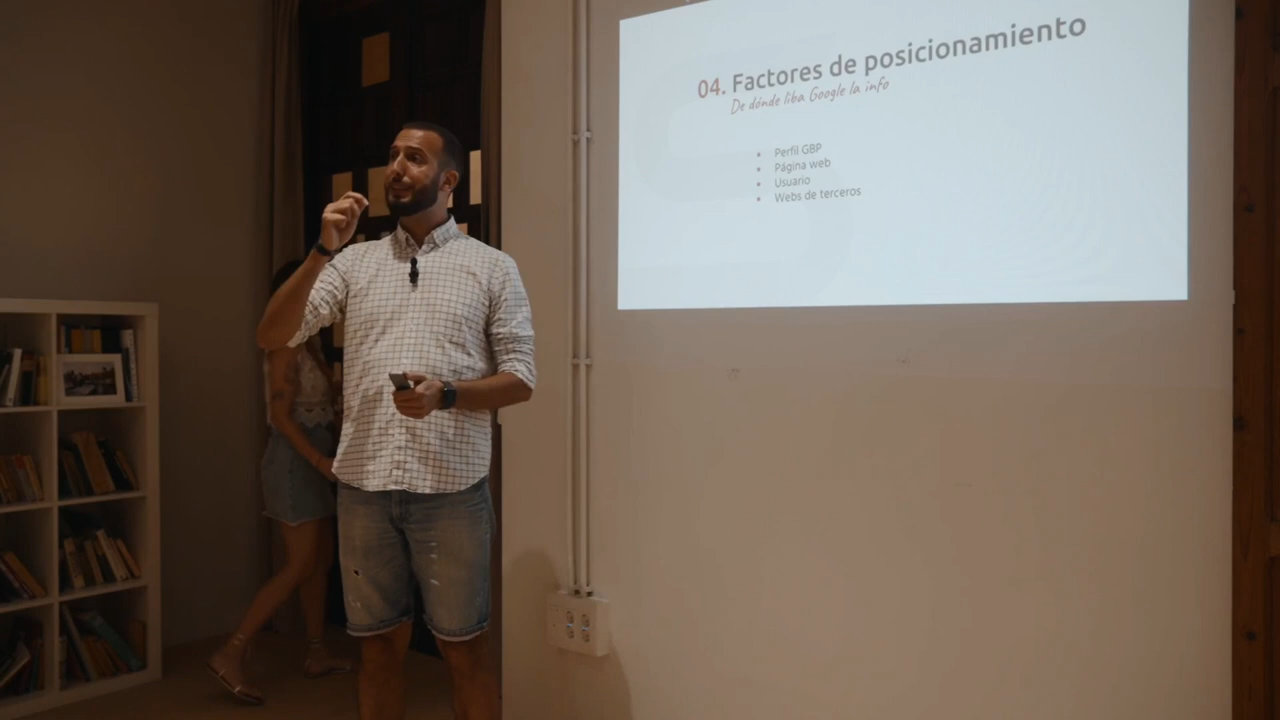 04. Factores de posicionamiento
De dónde liba Google la info
Perfil GBP
Página web
Usuario
Webs de terceros